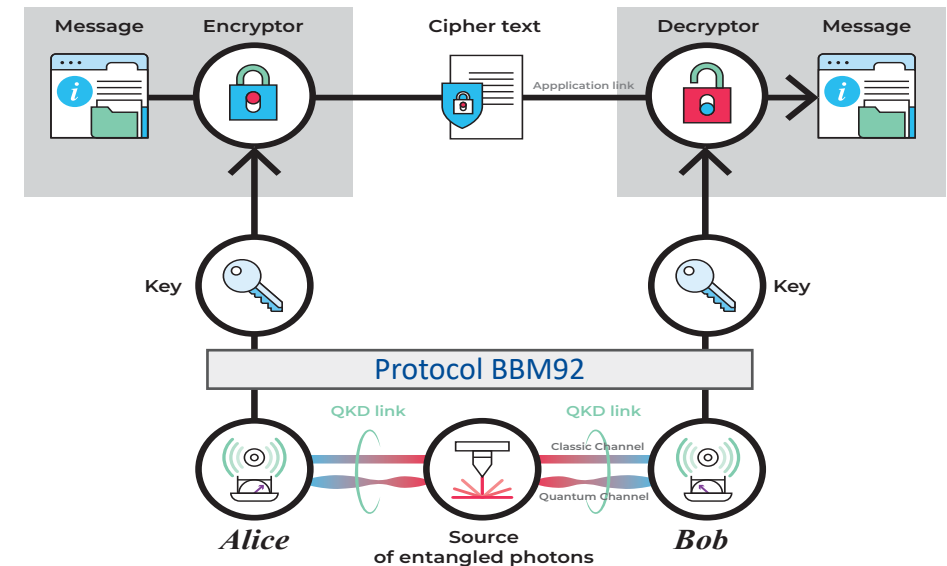 Message
Encryptor
Cipher text
Decryptor
Message
i
i
Appplication link
Key
Key
Protocol BBM92
QKD link
QKD link
Classic Channel
Quantum Channel
Alice
Source
of entangled photons
Bob